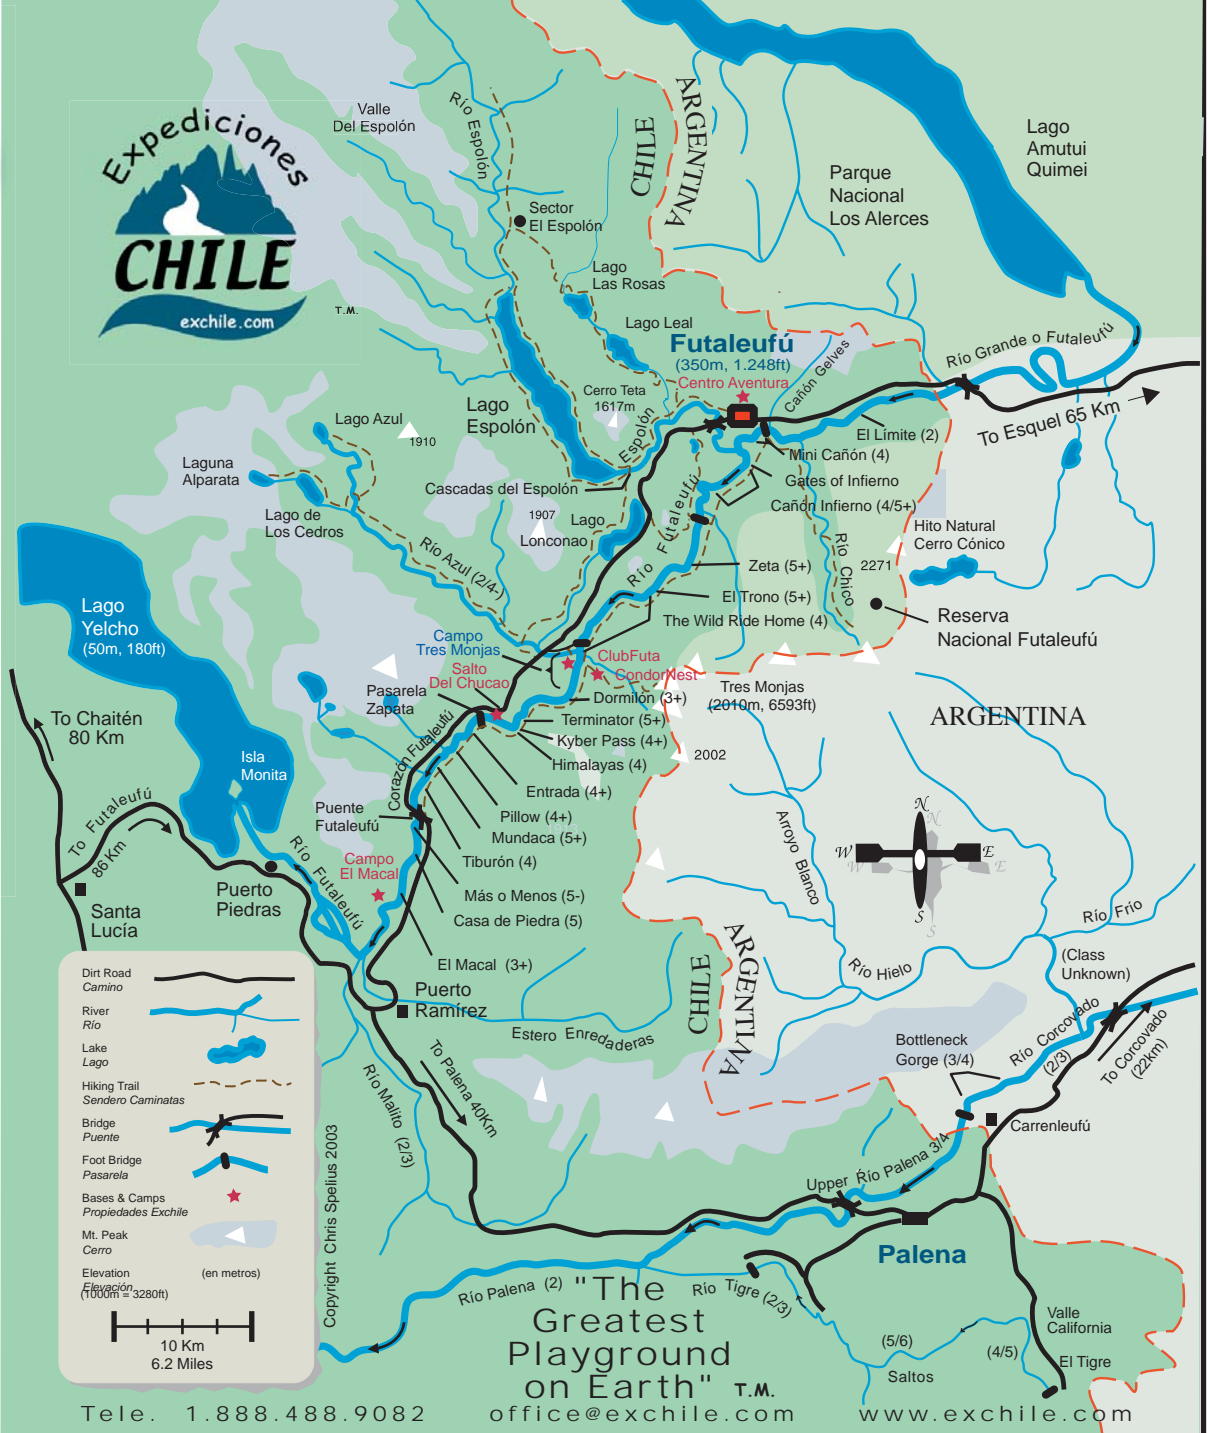 Expediciones
CHILE
exchile.com
T.M.
Valle
Del Espolón
Río Espolón
Sector
El Espolón
Lago
Las Rosas
Lago Leal
CHILE
ARGENTINA
Parque
Nacional
Los Alerces
Lago
Amutui
Quimei
Futaleufú
(350m, 1.248ft)
Centro Aventura
Cañón Gelves
Río Grande o Futaleufú
To Esquel 65 Km
Cerro Teta
1617m
Lago
Espolón
Espolón
El Límite (2)
Mini Cañón (4)
Gates of Infierno
Cañón Infierno (4/5+)
Lago Azul
1910
Laguna
Alparata
Lago de
Los Cedros
Cascadas del Espolón
1907
Lago
Lonconao
Río Futaleufú
Río Azul (2/4-)
Río Chico
2271
Hito Natural
Cerro Cónico
Zeta (5+)
El Trono (5+)
The Wild Ride Home (4)
Reserva
Nacional Futaleufú
Lago
Yelcho
(50m, 180ft)
Campo
Tres Monjas
Salto
Del Chucao
ClubFuta
CondorNest
Pasarela
Zapata
Dormilón (3+)
Tres Monjas
(2010m, 6593ft)
ARGENTINA
Terminator (5+)
Kyber Pass (4+)
Himalayas (4)
2002
To Chaitén
80 Km
Isla
Monita
Corazón Futaleufú
Entrada (4+)
Pillow (4+)
Mundaca (5+)
Tiburón (4)
Puente
Futaleufú
To Futaleufú
86 Km
Río Futaleufú
Campo
El Macal
Más o Menos (5-)
Casa de Piedra (5)
El Macal (3+)
Arroyo Blanco
N
N
W
W
E
E
S
S
Puerto
Piedras
Santa
Lucía
Río Frío
Río Hielo
(Class
Unknown)
CHILE
ARGENTINA
Puerto
Ramírez
Estero Enredaderas
Bottleneck
Gorge (3/4)
Río Corcovado
(2/3)
To Corcovado
(22km)
Carrenleufú
To Palena 40Km
Río Malito (2/3)
Upper Río Palena 3/4
Palena
Río Palena (2)
Río Tigre (2/3)
Valle
California
(5/6)
(4/5)
El Tigre
Saltos
Dirt Road
Camino
River
Río
Lake
Lago
Hiking Trail
Sendero Caminatas
Bridge
Puente
Foot Bridge
Pasarela
Bases & Camps
Propiedades Exchile
Mt. Peak
Cerro
Elevation (en metros)
Elevación
(1000m = 3280ft)
10 Km
6.2 Miles
Copyright Chris Spelius 2003
"The
Greatest
Playground
on Earth" T.M.
Tele. 1.888.488.9082 office@exchile.com www.exchile.com